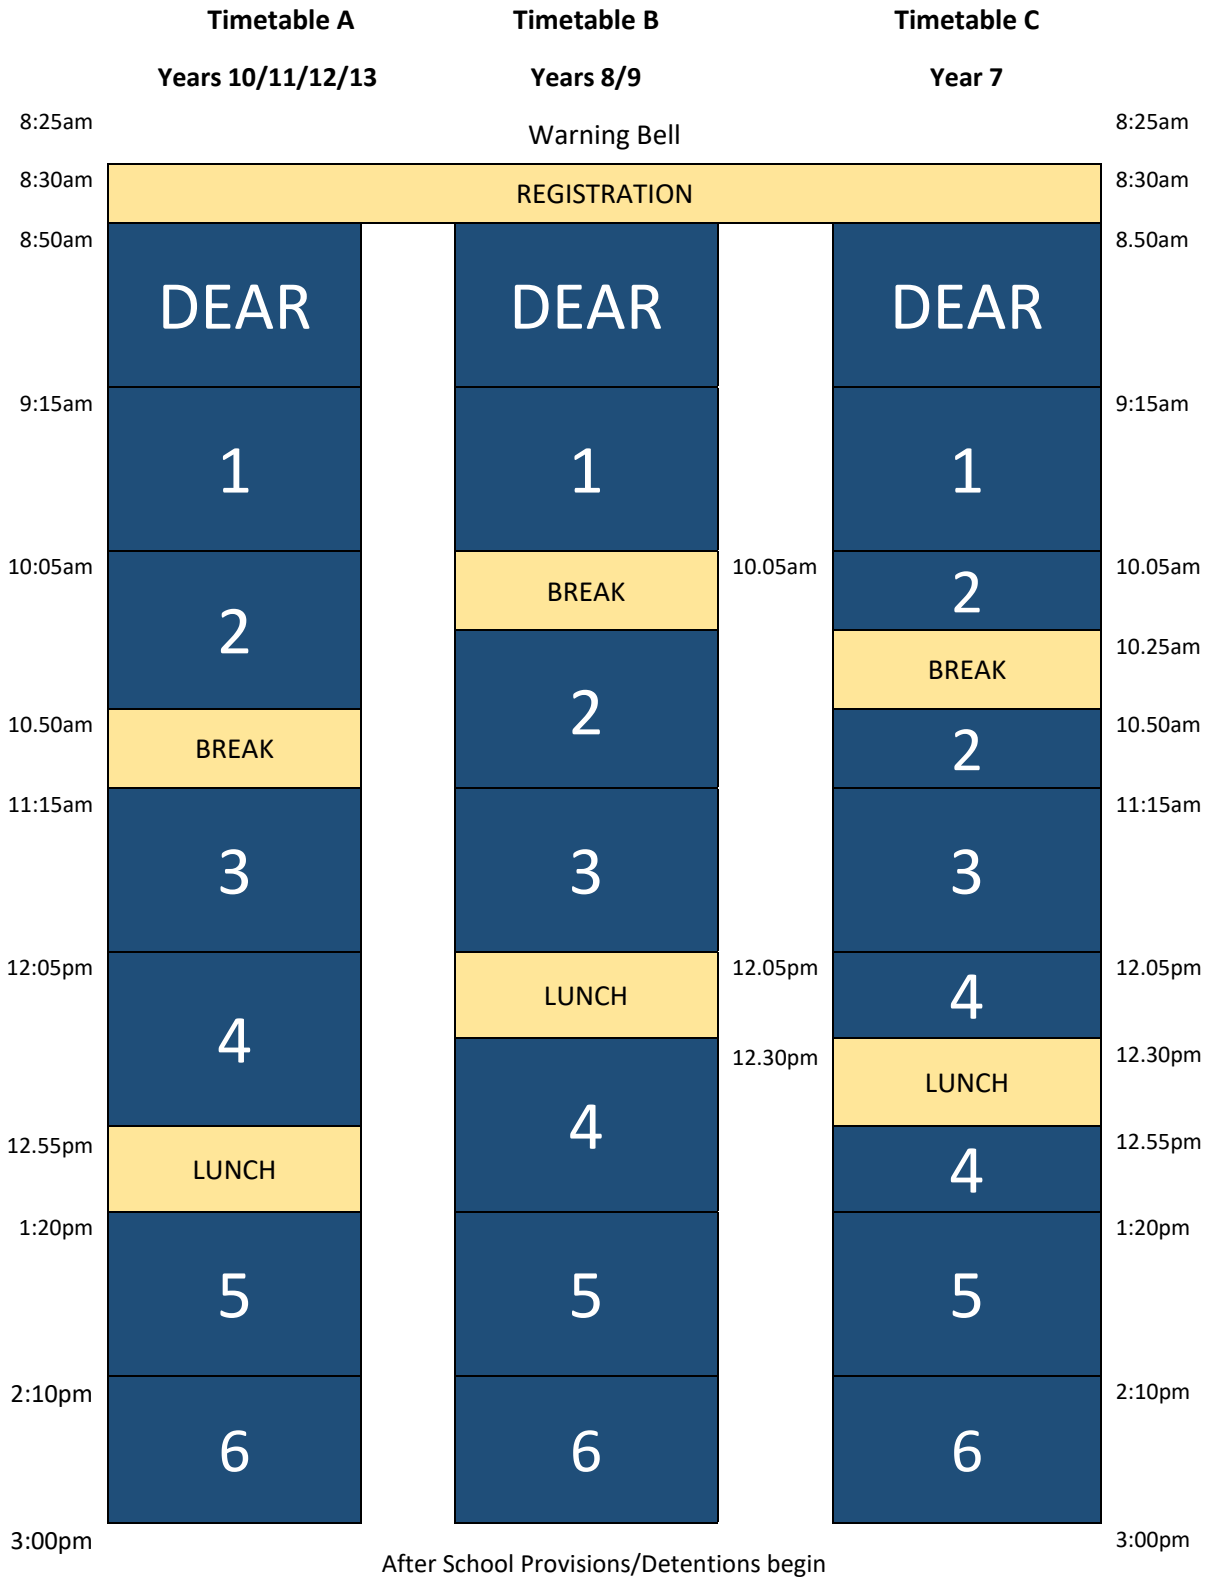 Timetable A Timetable B Timetable C
Years 10/11/12/13 Years 8/9 Year 7
8:25am Warning Bell 8:25am
8:30am REGISTRATION 8:30am
8:50am 8.50am
DEAR DEAR DEAR
9:15am 9:15am
1 1 1
10:05am 10.05am 10.05am
BREAK 2
2 10.25am
BREAK
2
10.50am 10.50am
BREAK 2
11:15am 11:15am
3 3 3
12:05pm 12.05pm 12.05pm
LUNCH 4
4 12.30pm 12.30pm
LUNCH
4
12.55pm 12.55pm
LUNCH 4
1:20pm 1:20pm
5 5 5
2:10pm 2:10pm
6 6 6
3:00pm 3:00pm
After School Provisions/Detentions begin